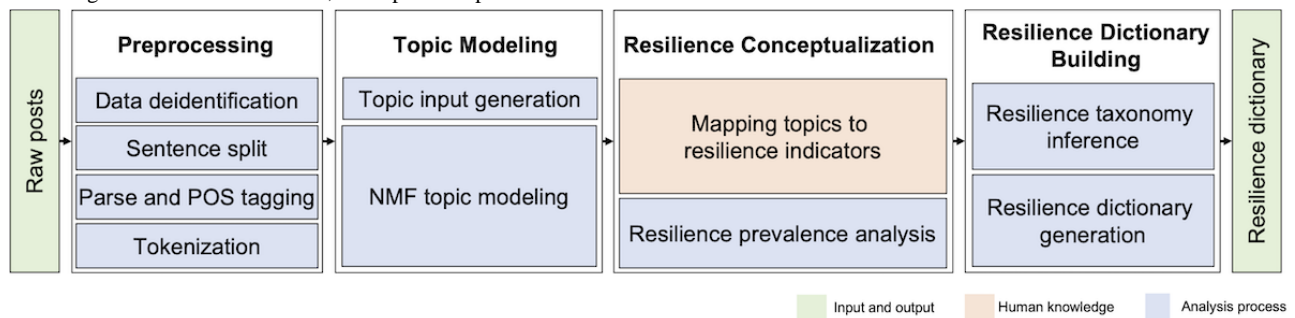 Raw posts
Preprocessing
Data deidentification
Sentence split
Parse and POS tagging
Tokenization
Topic Modeling
Topic input generation
NMF topic modeling
Resilience Conceptualization
Mapping topics to
resilience indicators
Resilience prevalence analysis
Resilience Dictionary
Building
Resilience taxonomy
inference
Resilience dictionary
generation
Resilience dictionary
Input and output
Human knowledge
Analysis process